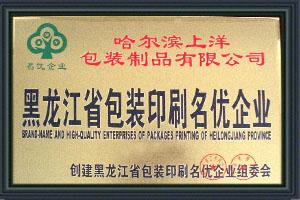 名优企业
哈尔滨上洋
包装制品有限公司
黑龙江省包装印刷名优企业
BRAND-NAME AND HIGH-QUALITY ENTERPRISES OF PACKAGES PRINTING OF HEILONGJIANG PROVINCE
创建黑龙江省包装印刷名优企业组委会